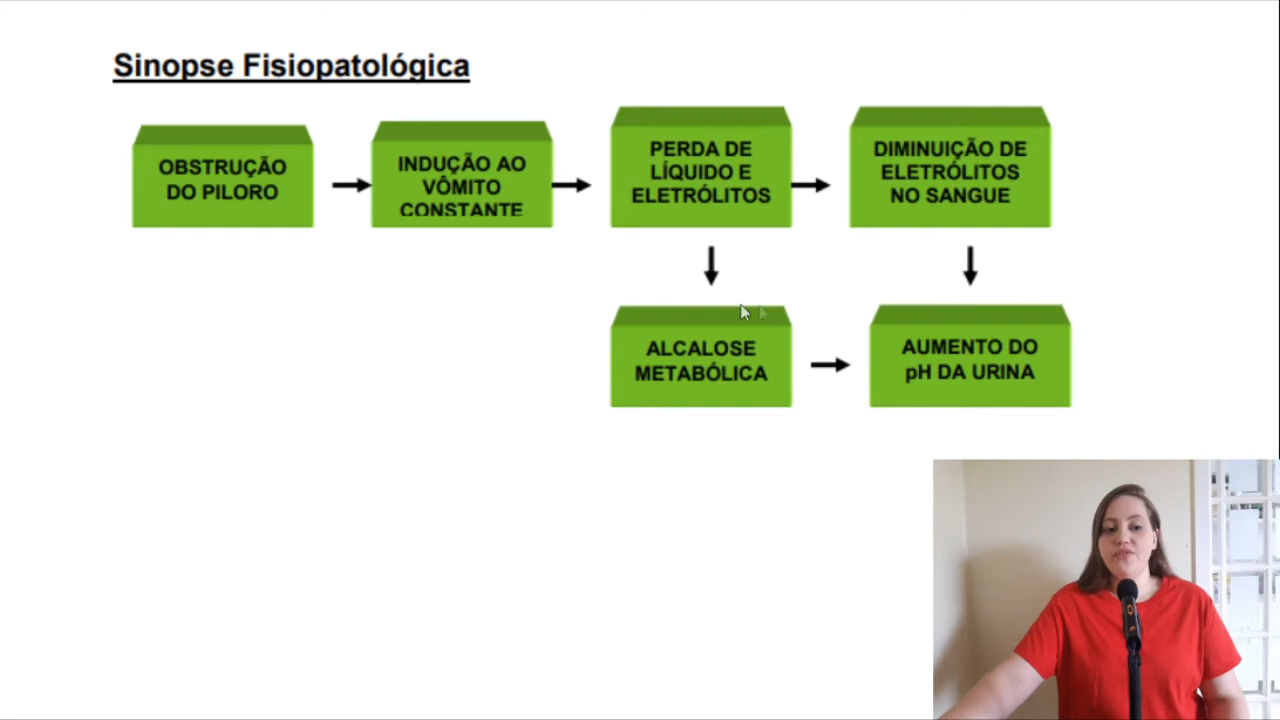 Sinopse Fisiopatológica
OBSTRUÇÃO
DO PILORO
INDUÇÃO AO
VÔMITO
CONSTANTE
PERDA DE
LÍQUIDO E
ELETRÓLITOS
DIMINUIÇÃO DE
ELETRÓLITOS
NO SANGUE
ALCALOSE
METABÓLICA
AUMENTO DO
pH DA URINA